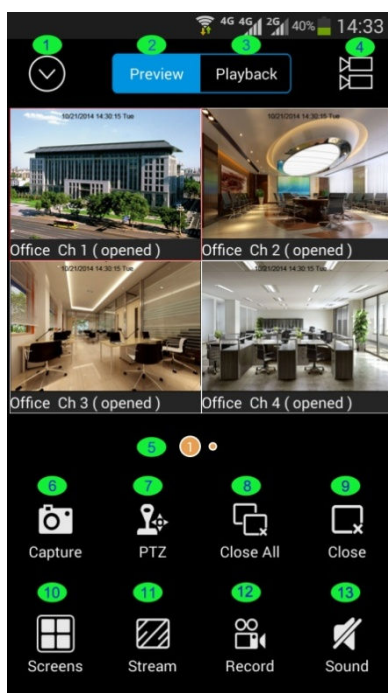 4G 4G 2G 40% 14:33
1 2 3 4
Preview Playback
10/21/2014 14:30:15 Tue 10/21/2014 14:30:15 Tue
Office Ch 1 ( opened ) Office Ch 2 ( opened )
10/21/2014 14:30:15 Tue 10/21/2014 14:30:15 Tue
Office Ch 3 ( opened ) Office Ch 4 ( opened )
5 1
6 7 8 9
Capture PTZ Close All Close
10 11 12 13
Screens Stream Record Sound